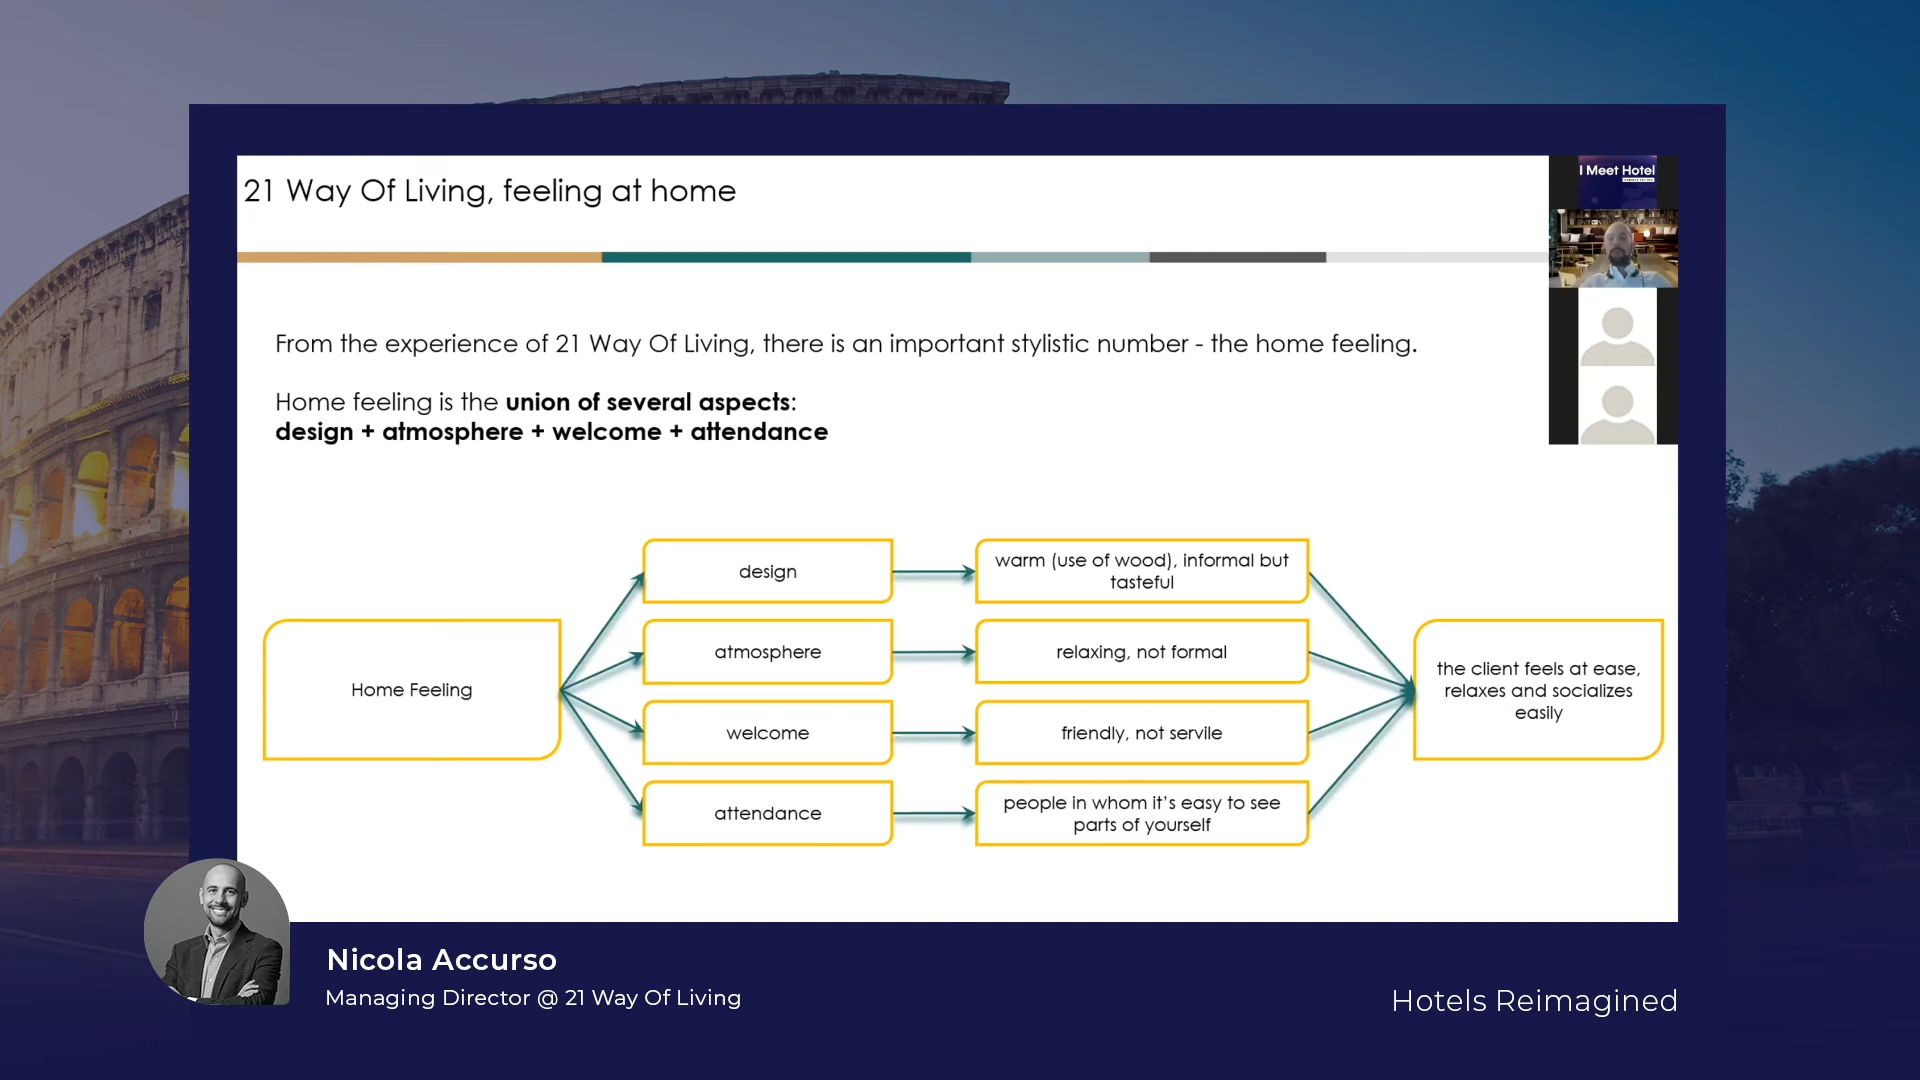 21 Way Of Living, feeling at home
I Meet Hotel
From the experience of 21 Way Of Living, there is an important stylistic number - the home feeling.
Home feeling is the union of several aspects:
design + atmosphere + welcome + attendance
Home Feeling
design
warm (use of wood), informal but
tasteful
atmosphere
relaxing, not formal
welcome
friendly, not servile
attendance
people in whom it's easy to see
parts of yourself
the client feels at ease,
relaxes and socializes
easily
Nicola Accurso
Managing Director @ 21 Way Of Living
Hotels Reimagined